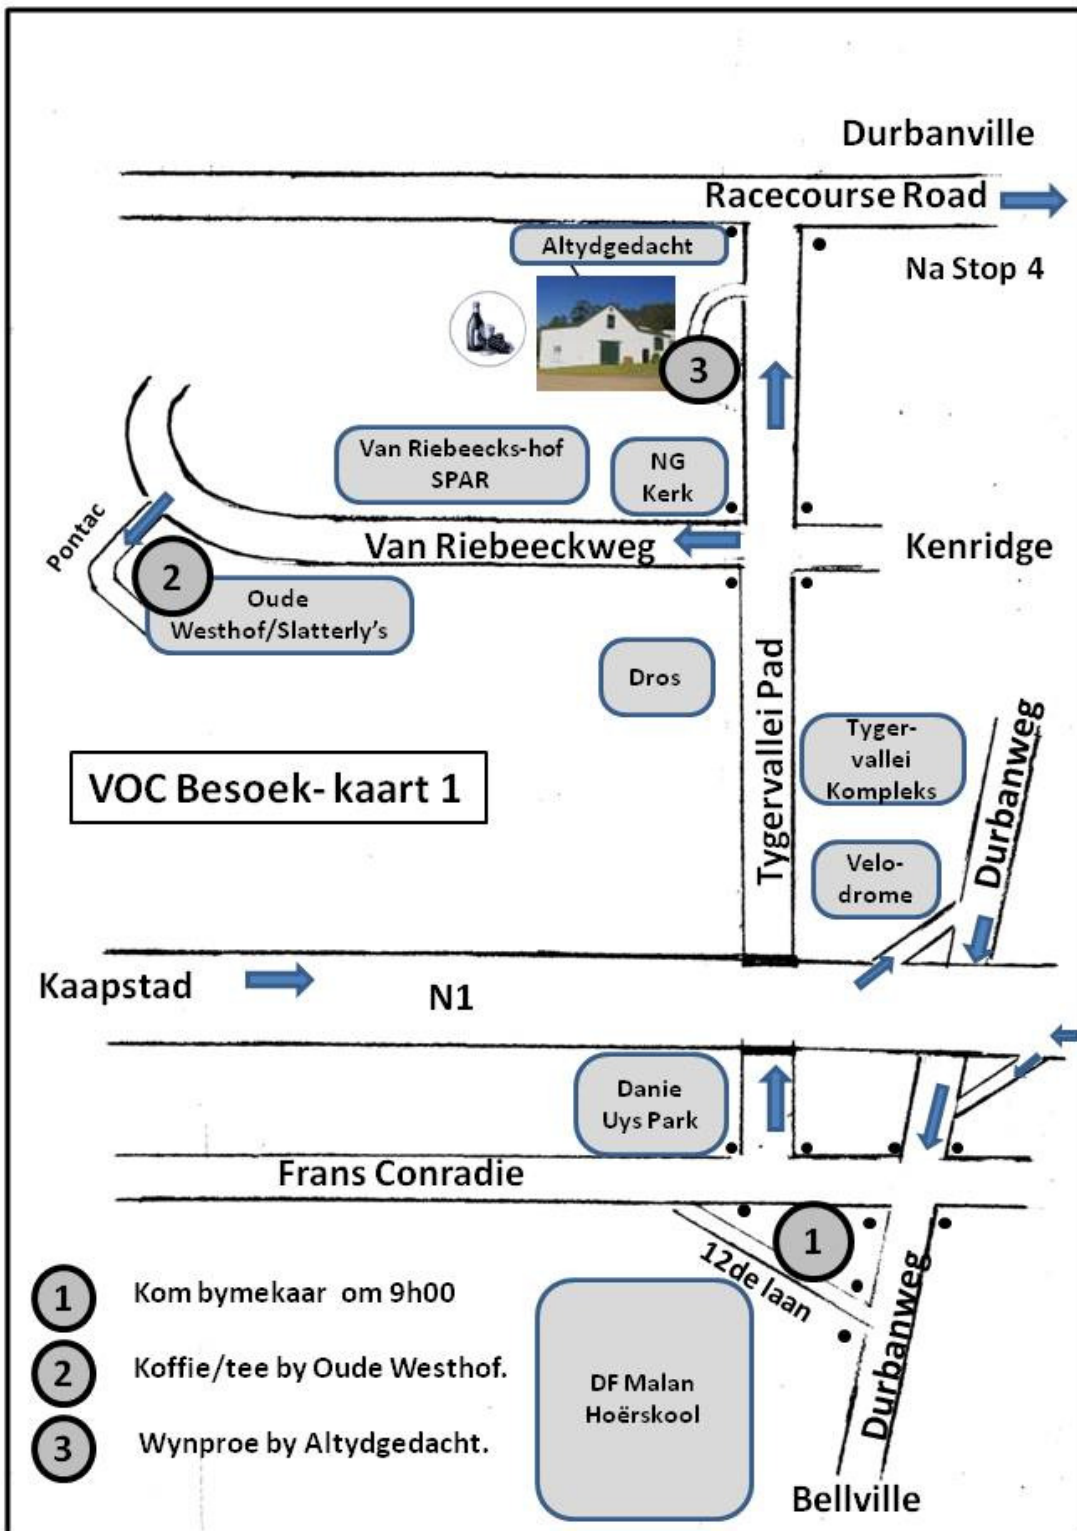 Durbanville
Racecourse Road
Altydgedacht
Na Stop 4
3
Van Riebeecks-hof
SPAR
NG
Kerk
Pontac
Van Riebeeckweg
Kenridge
2
Oude
Westhof/Slatterly's
Dros
Tygervallei Pad
Tyger-
vallei
Kompleks
Durbanweg
VOC Besoek- kaart 1
Velo-
drome
Kaapstad
N1
Danie
Uys Park
Frans Conradie
1
12de laan
Durbanweg
1 Kom bymekaar om 9h00
2 Koffie/tee by Oude Westhof.
3 Wynproe by Altydgedacht.
DF Malan
Hoërskool
Bellville